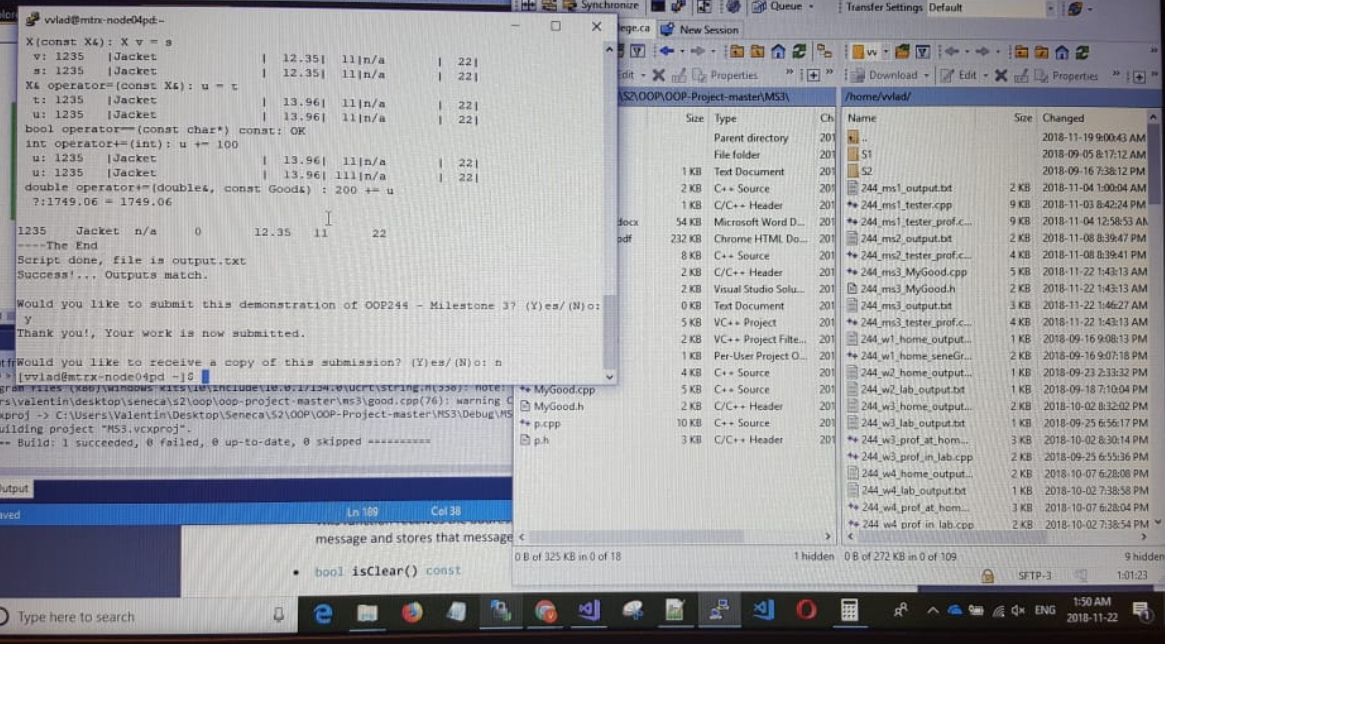 vvlad@mtrx-node04pd:~
X(const X&): X v = s
v: 1235 |Jacket | 12.35| 11|n/a | 22|
s: 1235 |Jacket | 12.35| 11|n/a | 22|
X& operator=(const X&): u = t
t: 1235 |Jacket | 13.96| 11|n/a | 22|
u: 1235 |Jacket | 13.96| 11|n/a | 22|
bool operator==(const char*) const: OK
int operator+=(int): u += 100
u: 1235 |Jacket | 13.96| 11|n/a | 22|
u: 1235 |Jacket | 13.96| 111|n/a | 22|
double operator+=(double&, const Good&) : 200 += u
?:1749.06 = 1749.06
1235 Jacket n/a 0 12.35 11 22
----The End
Script done, file is output.txt
Success!... Outputs match.
Would you like to submit this demonstration of OOP244 - Milestone 3? (Y)es/(N)o:
y
Thank you!, Your work is now submitted.
Would you like to receive a copy of this submission? (Y)es/(N)o: n
[vvlad@mtrx-node04pd ~]$
rs\valentin\desktop\seneca\s2\oop\oop-project-master\ms3\good.cpp(76): warning C
xproj -> C:\Users\Valentin\Desktop\Seneca\S2\OOP\OOP-Project-master\MS3\Debug\MS
uilding project "MS3.vcxproj".
Build: 1 succeeded, 0 failed, 0 up-to-date, 0 skipped ==========
utput
aved Ln 189 Col 38
message and stores that message
• bool isClear() const
Synchronize Queue Transfer Settings Default
lege.ca New Session
Edit Properties
\S2\OOP\OOP-Project-master\MS3\
Size Type Ch
Parent directory 201
File folder 201
1 KB Text Document 201
2 KB C++ Source 201
1 KB C/C++ Header 201
docx 54 KB Microsoft Word D... 201
pdf 232 KB Chrome HTML Do... 201
8 KB C++ Source 201
2 KB C/C++ Header 201
2 KB Visual Studio Solu... 201
0 KB Text Document 201
5 KB VC++ Project 201
2 KB VC++ Project Filte... 201
1 KB Per-User Project O... 201
4 KB C++ Source 201
MyGood.cpp 5 KB C++ Source 201
MyGood.h 2 KB C/C++ Header 201
p.cpp 10 KB C++ Source 201
p.h 3 KB C/C++ Header 201
0 B of 325 KB in 0 of 18 1 hidden
vv
Download Edit Properties
/home/vvlad/
Name Size Changed
.. 2018-11-19 9:00:43 AM
S1 2018-09-05 8:17:12 AM
S2 2018-09-16 7:38:12 PM
244_ms1_output.txt 2 KB 2018-11-04 1:00:04 AM
244_ms1_tester.cpp 9 KB 2018-11-03 8:42:24 PM
244_ms1_tester_prof.c... 9 KB 2018-11-04 12:58:53 AM
244_ms2_output.txt 2 KB 2018-11-08 8:39:47 PM
244_ms2_tester_prof.c... 4 KB 2018-11-08 8:39:41 PM
244_ms3_MyGood.cpp 5 KB 2018-11-22 1:43:13 AM
244_ms3_MyGood.h 2 KB 2018-11-22 1:43:13 AM
244_ms3_output.txt 3 KB 2018-11-22 1:46:27 AM
244_ms3_tester_prof.c... 4 KB 2018-11-22 1:43:13 AM
244_w1_home_output... 1 KB 2018-09-16 9:08:13 PM
244_w1_home_seneGr... 2 KB 2018-09-16 9:07:18 PM
244_w2_home_output... 1 KB 2018-09-23 2:33:32 PM
244_w2_lab_output.txt 1 KB 2018-09-18 7:10:04 PM
244_w3_home_output... 2 KB 2018-10-02 8:32:02 PM
244_w3_lab_output.txt 1 KB 2018-09-25 6:56:17 PM
244_w3_prof_at_hom... 3 KB 2018-10-02 8:30:14 PM
244_w3_prof_in_lab.cpp 2 KB 2018-09-25 6:55:36 PM
244_w4_home_output... 2 KB 2018-10-07 6:28:08 PM
244_w4_lab_output.txt 1 KB 2018-10-02 7:38:58 PM
244_w4_prof_at_hom... 3 KB 2018-10-07 6:28:04 PM
244_w4_prof_in_lab.cpp 2 KB 2018-10-02 7:38:54 PM
0 B of 272 KB in 0 of 109 9 hidden
SFTP-3 1:01:23
Type here to search
ENG
1:50 AM
2018-11-22